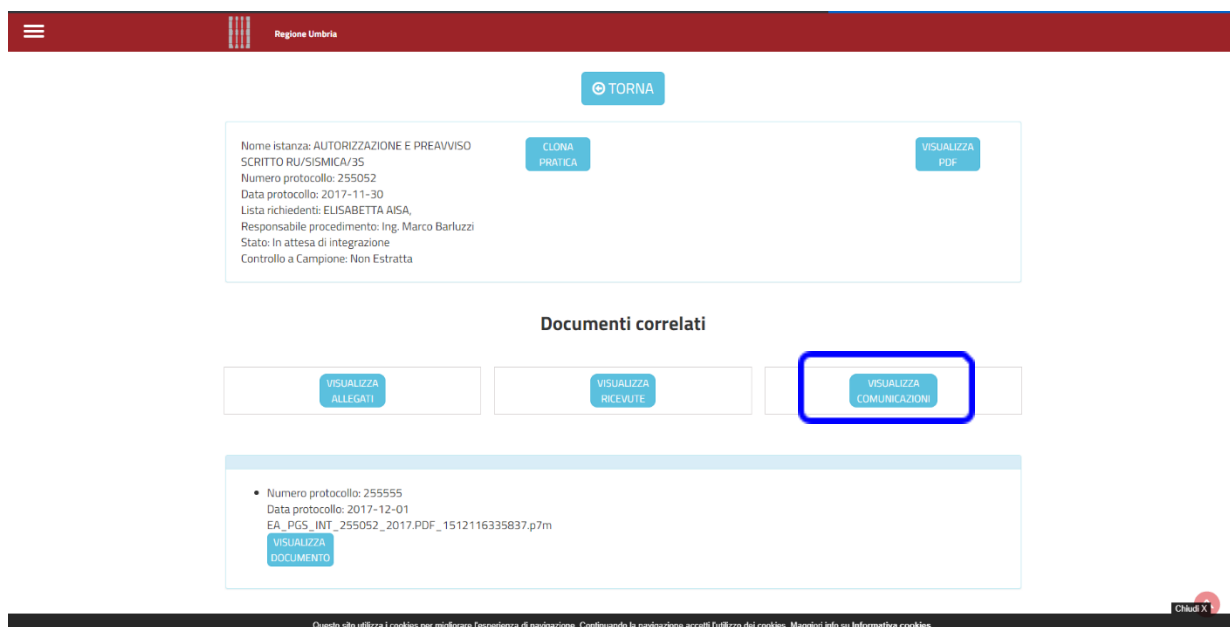 Regione Umbria
TORNA
Nome istanza: AUTORIZZAZIONE E PREAVVISO
SCRITTO RU/SISMICA/3S
Numero protocollo: 255052
Data protocollo: 2017-11-30
Lista richiedenti: ELISABETTA AISA,
Responsabile procedimento: Ing. Marco Barluzzi
Stato: In attesa di integrazione
Controllo a Campione: Non Estratta
CLONA
PRATICA
VISUALIZZA
PDF
Documenti correlati
VISUALIZZA
ALLEGATI
VISUALIZZA
RICEVUTE
VISUALIZZA
COMUNICAZIONI
Numero protocollo: 255555
Data protocollo: 2017-12-01
EA_PGS_INT_255052_2017.PDF_1512116335837.p7m
VISUALIZZA
DOCUMENTO
Chiudi X
Questo sito utilizza i cookies per migliorare l'esperienza di navigazione. Continuando la navigazione accetti l'utilizzo dei cookies. Maggiori info su Informativa cookies